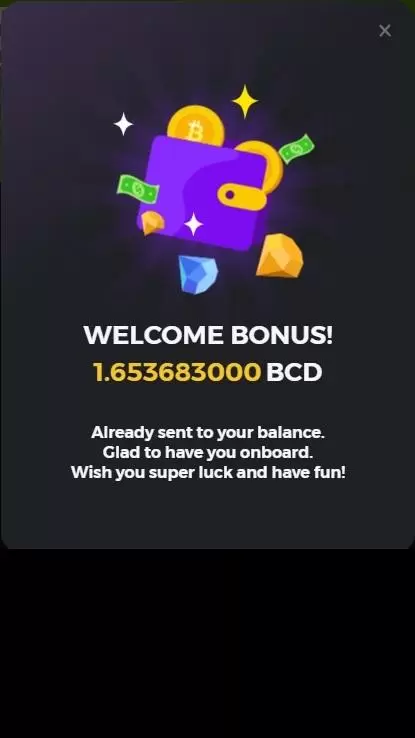 WELCOME BONUS!
1.653683000 BCD
Already sent to your balance.
Glad to have you onboard.
Wish you super luck and have fun!